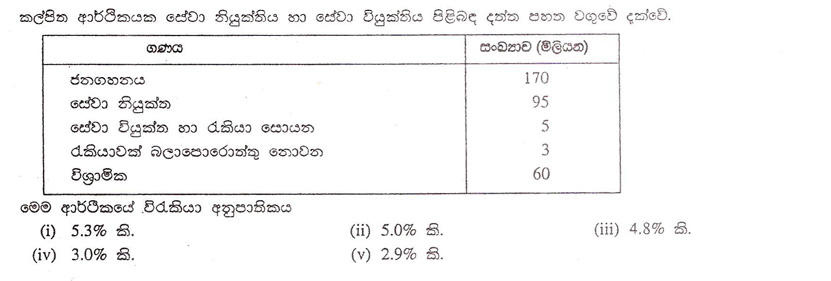 කල්පිත ආර්ථිකයක සේවා නියුක්තිය හා සේවා වියුක්තිය පිළිබඳ දත්ත පහත වගුවේ දැක්වේ.
ගණය සංඛ්‍යාව (මිලියන)
ජනගහනය 170
සේවා නියුක්ත 95
සේවා වියුක්ත හා රැකියා සොයන 5
රැකියාවක් බලාපොරොත්තු නොවන 3
විශ්‍රාමික 60
මෙම ආර්ථිකයේ විරැකියා අනුපාතිකය
(i) 5.3% කි. (ii) 5.0% කි. (iii) 4.8% කි.
(iv) 3.0% කි. (v) 2.9% කි.